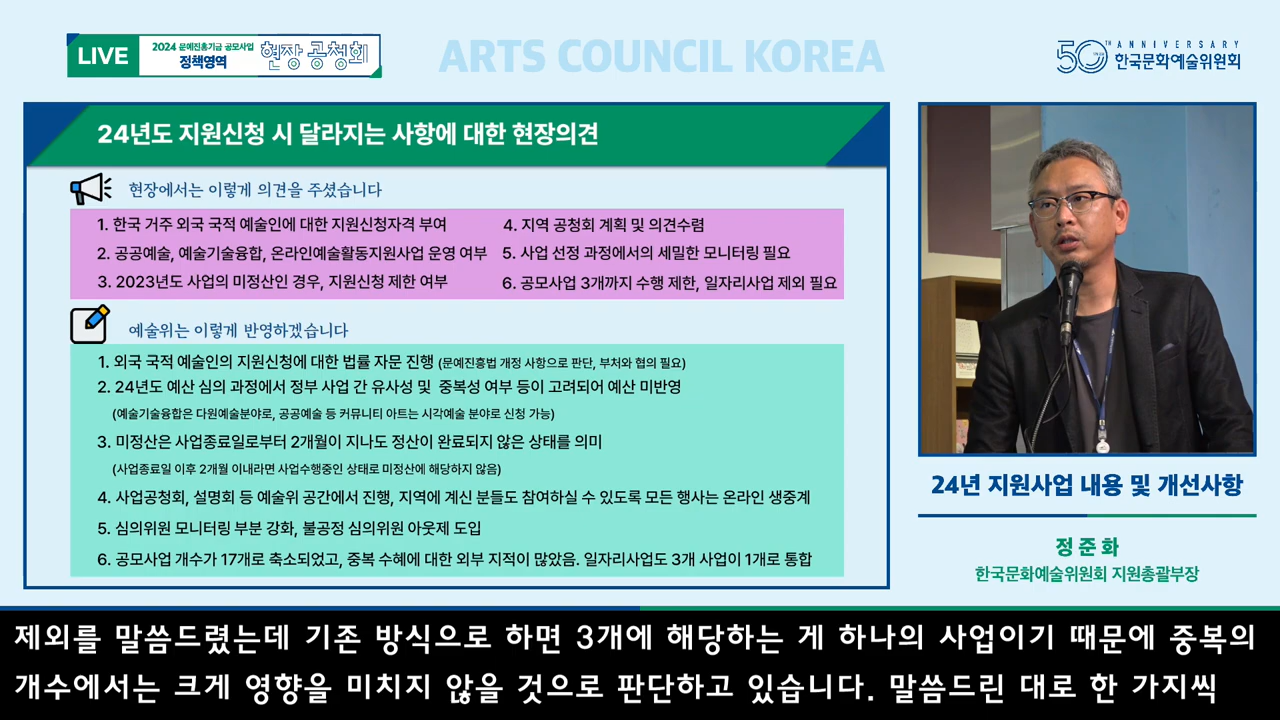 LIVE
2024 문예진흥기금 공모사업
정책영역
현장 공청회
ARTS COUNCIL KOREA
50TH ANNIVERSARY
한국문화예술위원회
24년도 지원신청 시 달라지는 사항에 대한 현장의견
현장에서는 이렇게 의견을 주셨습니다
1. 한국 거주 외국 국적 예술인에 대한 지원신청자격 부여
2. 공공예술, 예술기술융합, 온라인예술활동지원사업 운영 여부
3. 2023년도 사업의 미정산인 경우, 지원신청 제한 여부
4. 지역 공청회 계획 및 의견수렴
5. 사업 선정 과정에서의 세밀한 모니터링 필요
6. 공모사업 3개까지 수행 제한, 일자리사업 제외 필요
예술위는 이렇게 반영하겠습니다
1. 외국 국적 예술인의 지원신청에 대한 법률 자문 진행 (문예진흥법 개정 사항으로 판단, 부처와 협의 필요)
2. 24년도 예산 심의 과정에서 정부 사업 간 유사성 및 중복성 여부 등이 고려되어 예산 미반영
(예술기술융합은 다원예술분야로, 공공예술 등 커뮤니티 아트는 시각예술 분야로 신청 가능)
3. 미정산은 사업종료일로부터 2개월이 지나도 정산이 완료되지 않은 상태를 의미
(사업종료일 이후 2개월 이내라면 사업수행중인 상태로 미정산에 해당하지 않음)
4. 사업공청회, 설명회 등 예술위 공간에서 진행, 지역에 계신 분들도 참여하실 수 있도록 모든 행사는 온라인 생중계
5. 심의위원 모니터링 부분 강화, 불공정 심의위원 아웃제 도입
6. 공모사업 개수가 17개로 축소되었고, 중복 수혜에 대한 외부 지적이 많았음. 일자리사업도 3개 사업이 1개로 통합
24년 지원사업 내용 및 개선사항
정 준 화
한국문화예술위원회 지원총괄부장
제외를 말씀드렸는데 기존 방식으로 하면 3개에 해당하는 게 하나의 사업이기 때문에 중복의
개수에서는 크게 영향을 미치지 않을 것으로 판단하고 있습니다. 말씀드린 대로 한 가지씩